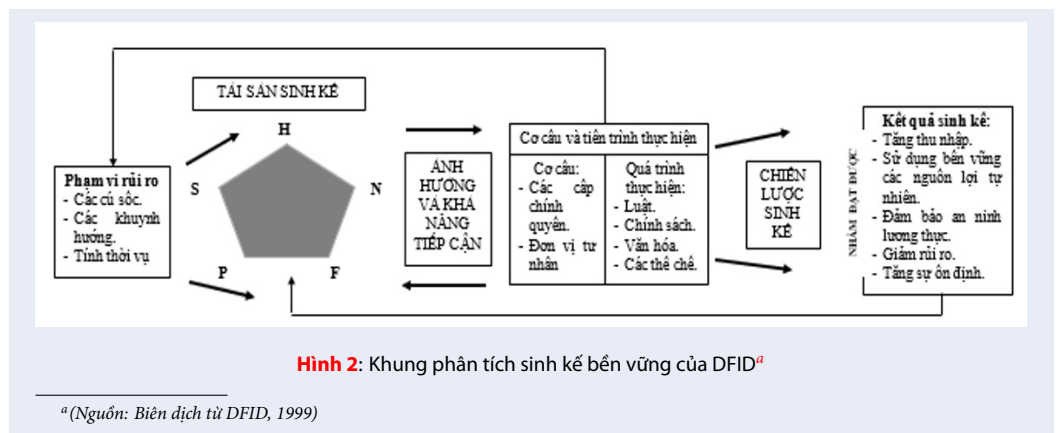 TÀI SẢN SINH KẾ
H
S
N
P
F
Phạm vi rủi ro
- Các cú sốc.
- Các khuynh
hướng.
- Tính thời vụ
ẢNH
HƯỞNG
VÀ KHẢ
NĂNG
TIẾP CẬN
Cơ cấu và tiến trình thực hiện
Cơ cấu:
- Các cấp
chính
quyền.
- Đơn vị tư
nhân
Quá trình
thực hiện:
- Luật.
- Chính sách.
- Văn hóa.
- Các thể chế.
CHIẾN
LƯỢC
SINH
KẾ
NHẰM ĐẠT ĐƯỢC
Kết quả sinh kế:
- Tăng thu nhập.
- Sử dụng bền vững
các nguồn lợi tự
nhiên.
- Đảm bảo an ninh
lương thực.
- Giảm rủi ro.
- Tăng sự ổn định.
Hình 2: Khung phân tích sinh kế bền vững của DFIDa
a(Nguồn: Biên dịch từ DFID, 1999)